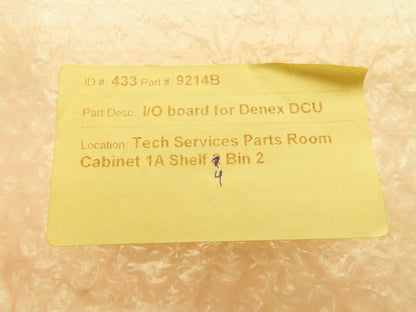 ID #: 433 Part #: 9214B
Part Desc.: I/O board for Denex DCU
Location: Tech Services Parts Room
Cabinet 1A Shelf Bin 2
4